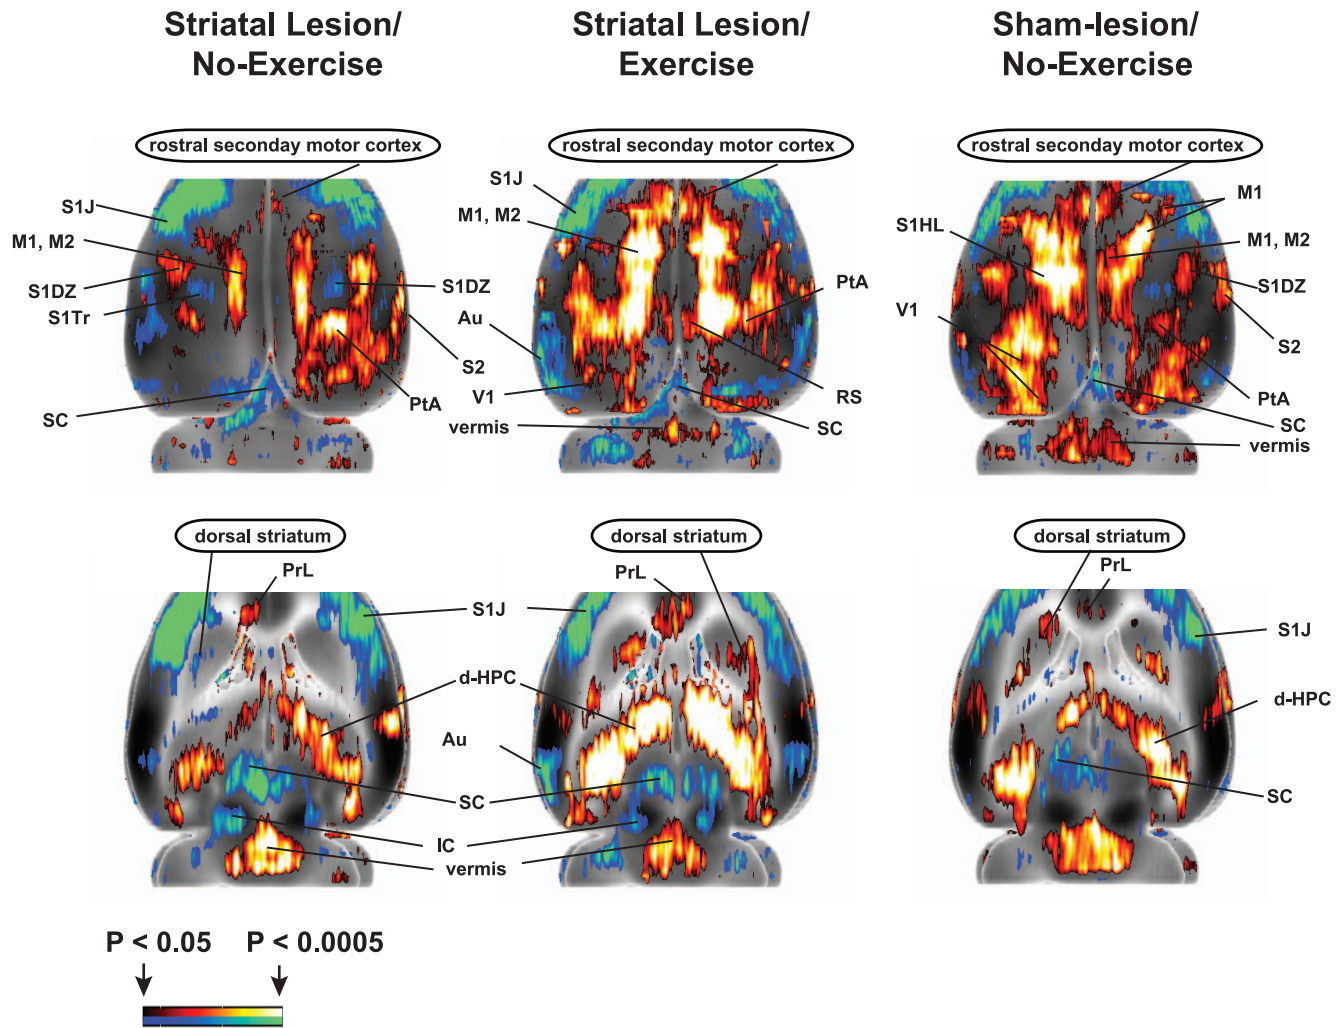 Striatal Lesion/
No-Exercise
Striatal Lesion/
Exercise
Sham-lesion/
No-Exercise
rostral seconday motor cortex
rostral seconday motor cortex
rostral seconday motor cortex
S1J
M1, M2
S1DZ
S1Tr
SC
S1DZ
S2
PtA
S1J
M1, M2
Au
V1
vermis
PtA
RS
SC
S1HL
V1
M1
M1, M2
S1DZ
S2
PtA
SC
vermis
dorsal striatum
dorsal striatum
dorsal striatum
PrL
PrL
PrL
S1J
S1J
d-HPC
d-HPC
Au
SC
SC
IC
vermis
P < 0.05
P < 0.0005